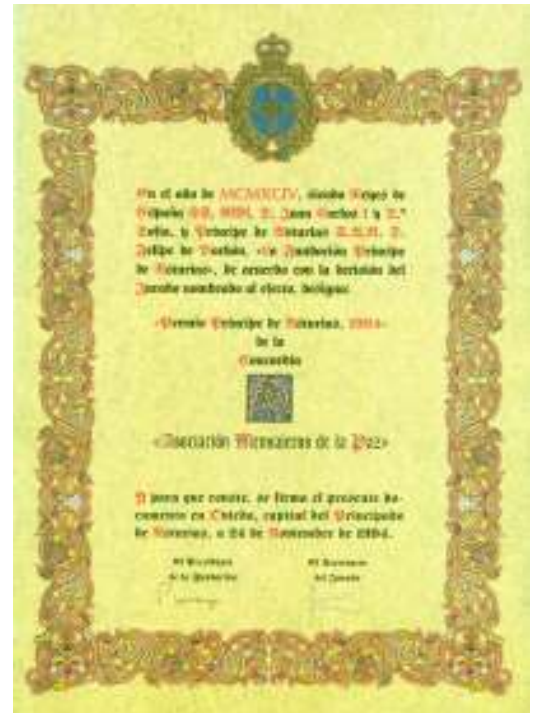 En el año de MCMXCIV, siendo Reyes de
España SS. MM. D. Juan Carlos I y D.ª
Sofía, y Príncipe de Asturias S.A.R. D.
Felipe de Borbón, «la Fundación Príncipe
de Asturias», de acuerdo con la decisión del
Jurado nombrado al efecto, designa:
«Premio Príncipe de Asturias, 1994»
de la
Concordia
«Asociación Mensajeros de la Paz»
Y para que conste, se firma el presente do-
cumento en Oviedo, capital del Principado
de Asturias, a 24 de Noviembre de 1994.
El Presidente El Secretario
de la Fundación del Jurado